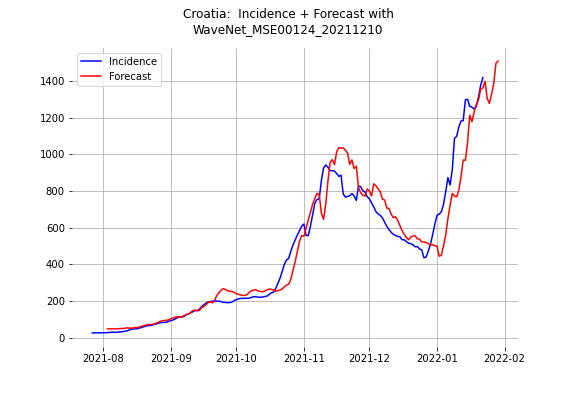 Croatia:  Incidence + Forecast with
WaveNet_MSE00124_20211210
Incidence
Forecast
1400
1200
1000
800
600
400
200
0
2021-08 2021-09 2021-10 2021-11 2021-12 2022-01 2022-02